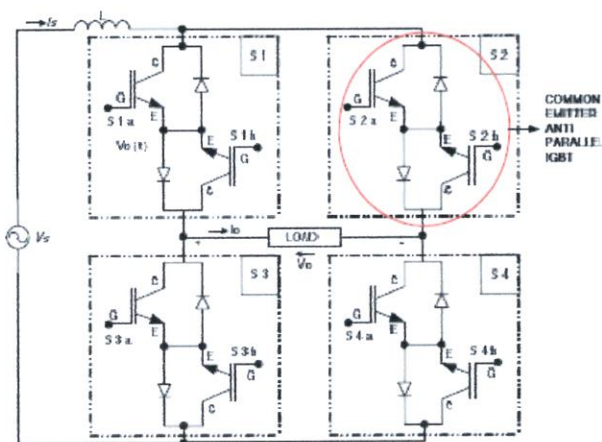 Is
L
S1
S2
C
C
G
G
E
E
S1a
S1b
S2a
S2b
E
E
Vo(t)
G
G
C
C
COMMON
EMITTER
ANTI
PARALLEL
IGBT
Vs
Io
LOAD
+
-
Vo
S3
S4
C
C
G
G
E
E
S3a
S3b
S4a
S4b
E
E
G
G
C
C